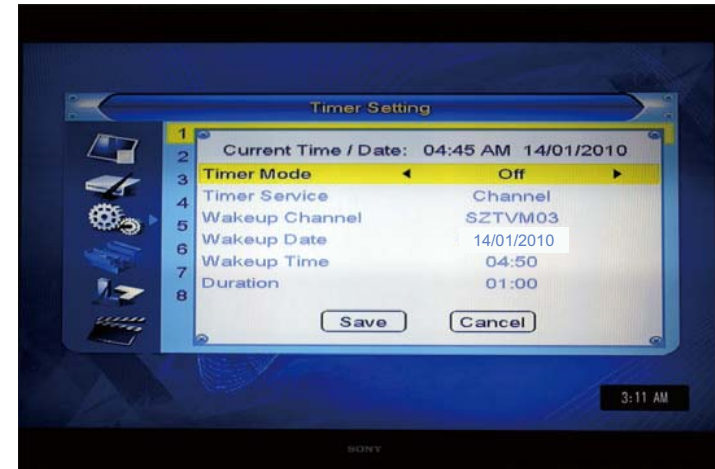 Timer Setting
1
2
3
4
5
6
7
8
Current Time / Date: 04:45 AM 14/01/2010
Timer Mode Off
Timer Service Channel
Wakeup Channel SZTVM03
Wakeup Date 14/01/2010
Wakeup Time 04:50
Duration 01:00
Save Cancel
3:11 AM
SONY